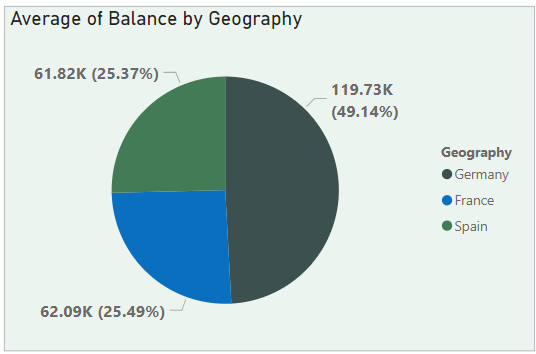 Average of Balance by Geography
61.82K (25.37%)
119.73K
(49.14%)
Geography
Germany
France
Spain
62.09K (25.49%)